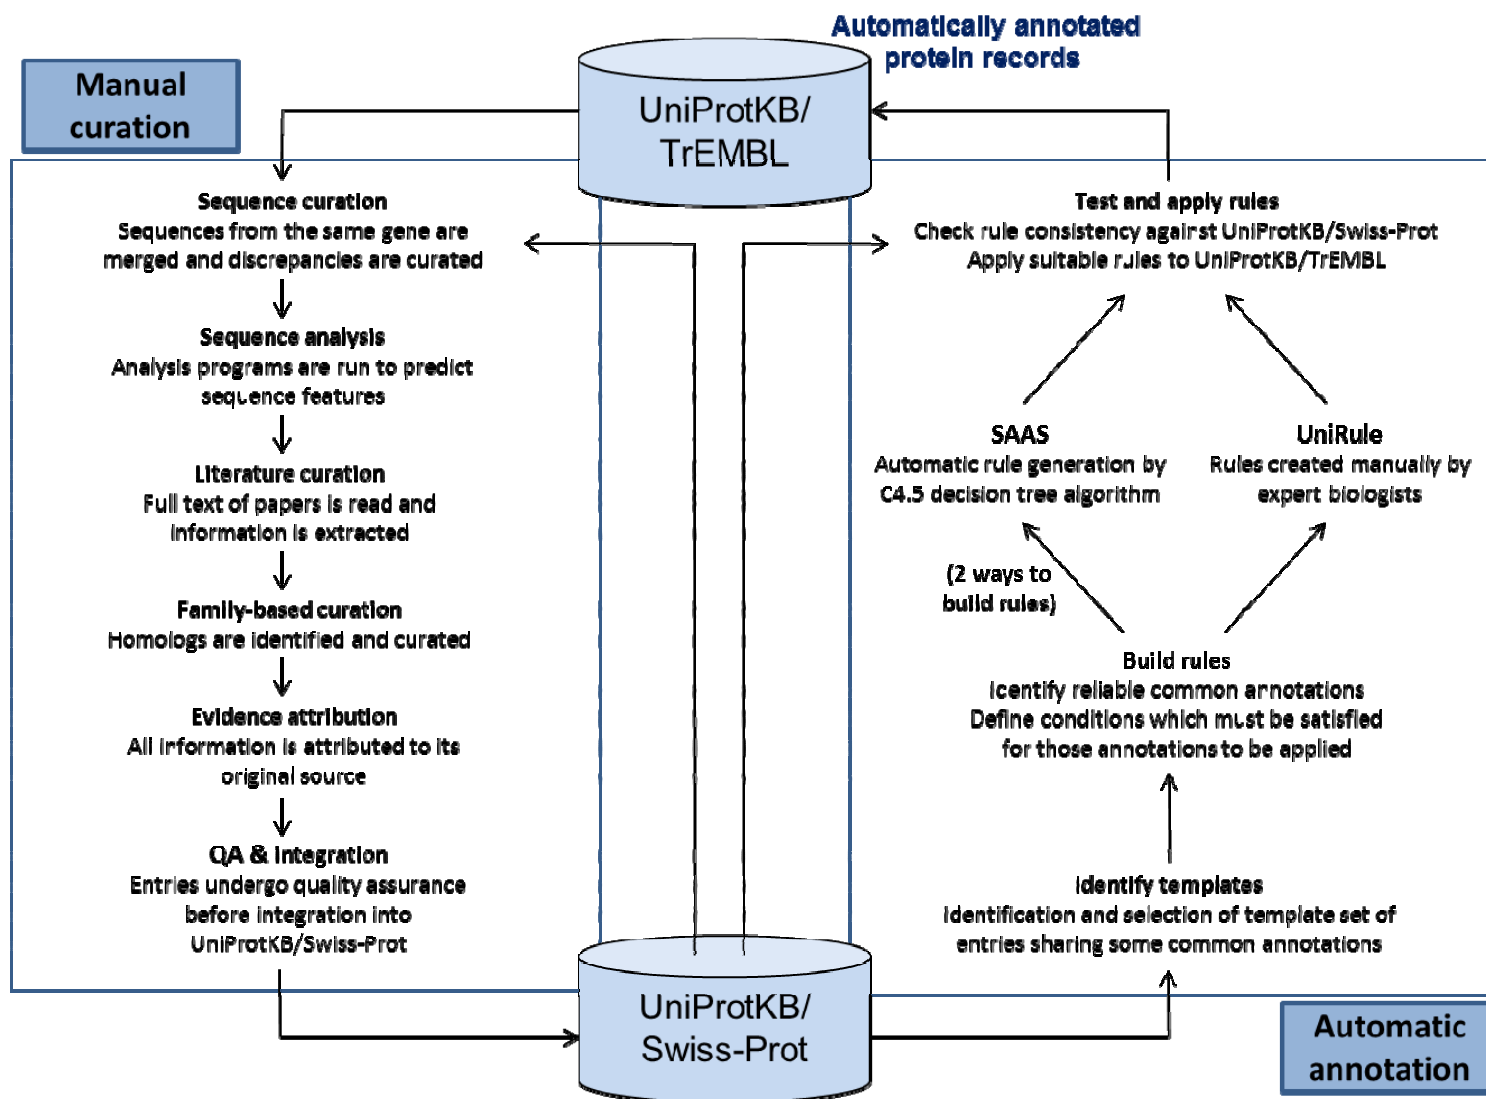 Automatically annotated
protein records
Manual
curation
UniProtKB/
TrEMBL
Sequence curation
Sequences from the same gene are
merged and discrepancies are curated
Sequence analysis
Analysis programs are run to predict
sequence features
Literature curation
Full text of papers is read and
information is extracted
Family-based curation
Homologs are identified and curated
Evidence attribution
All information is attributed to its
original source
QA & integration
Entries undergo quality assurance
before integration into
UniProtKB/Swiss-Prot
UniProtKB/
Swiss-Prot
Test and apply rules
Check rule consistency against UniProtKB/Swiss-Prot
Apply suitable rules to UniProtKB/TrEMBL
SAAS
Automatic rule generation by
C4.5 decision tree algorithm
UniRule
Rules created manually by
expert biologists
(2 ways to
build rules)
Build rules
Identify reliable common annotations
Define conditions which must be satisfied
for those annotations to be applied
Identify templates
Identification and selection of template set of
entries sharing some common annotations
Automatic
annotation